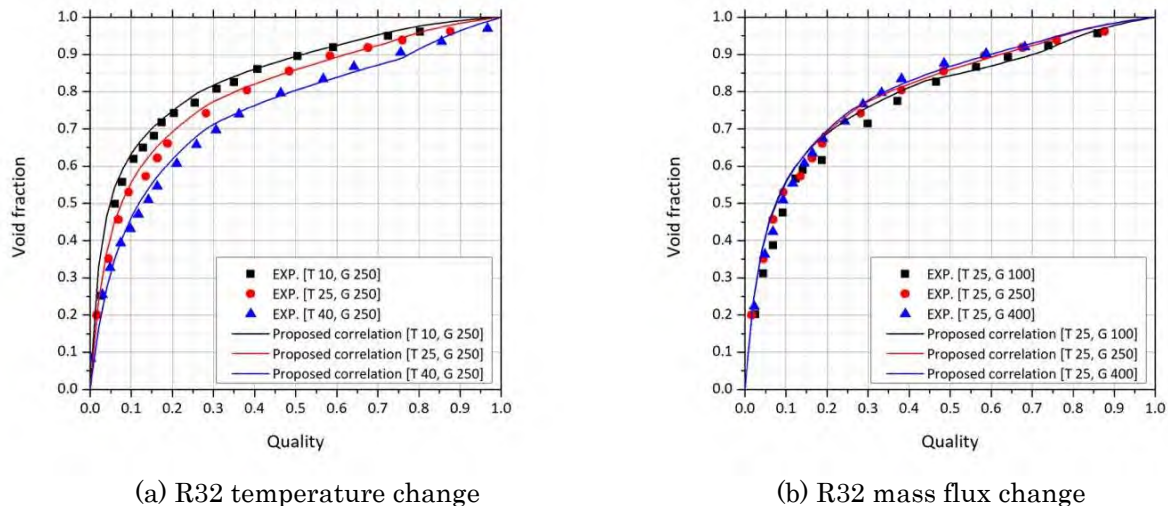 1.0
0.9
0.8
0.7
0.6
0.5
0.4
0.3
0.2
0.1
0.0
Void fraction
EXP. [T 10, G 250]
EXP. [T 25, G 250]
EXP. [T 40, G 250]
Proposed correlation [T 10, G 250]
Proposed correlation [T 25, G 250]
Proposed correlation [T 40, G 250]
0.0 0.1 0.2 0.3 0.4 0.5 0.6 0.7 0.8 0.9 1.0
Quality
(a) R32 temperature change
1.0
0.9
0.8
0.7
0.6
0.5
0.4
0.3
0.2
0.1
0.0
Void fraction
EXP. [T 25, G 100]
EXP. [T 25, G 250]
EXP. [T 25, G 400]
Proposed correlation [T 25, G 100]
Proposed correlation [T 25, G 250]
Proposed correlation [T 25, G 400]
0.0 0.1 0.2 0.3 0.4 0.5 0.6 0.7 0.8 0.9 1.0
Quality
(b) R32 mass flux change